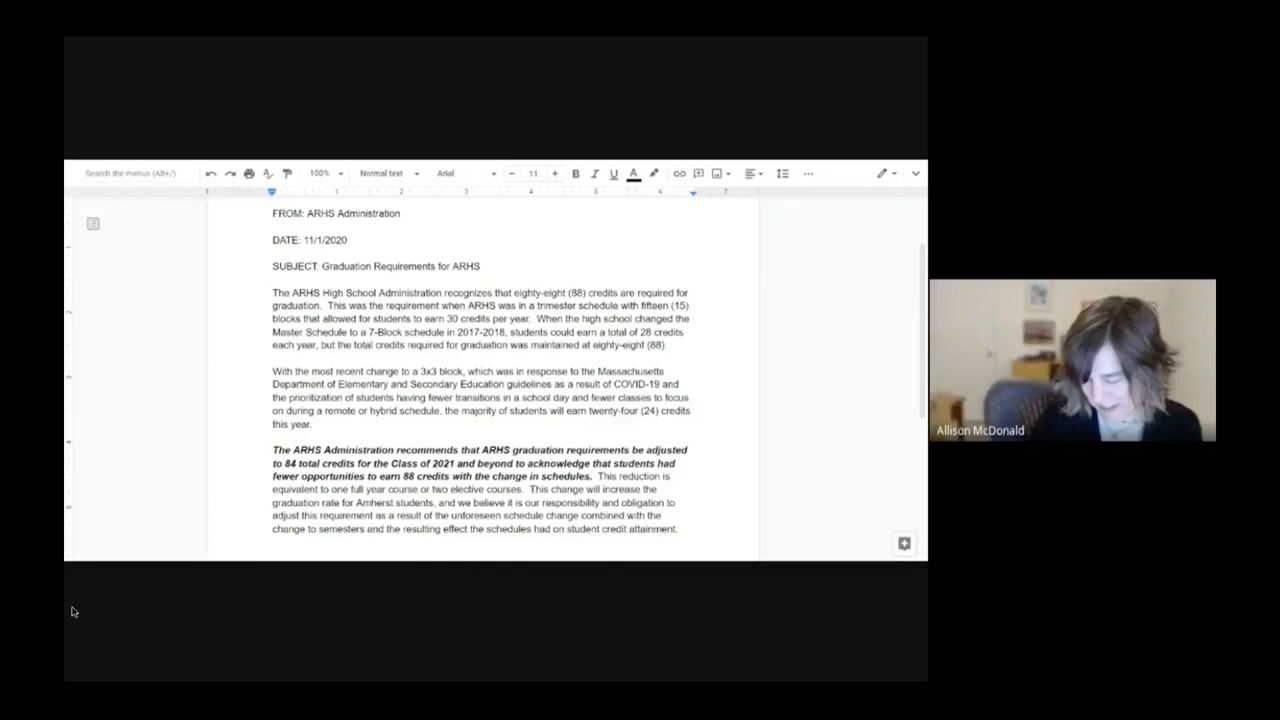 Search the menus (Alt+/)
100%
Normal text
Arial
11
1 1 2 3 4 5 6 7
FROM: ARHS Administration
DATE: 11/1/2020
SUBJECT: Graduation Requirements for ARHS
The ARHS High School Administration recognizes that eighty-eight (88) credits are required for
graduation. This was the requirement when ARHS was in a trimester schedule with fifteen (15)
blocks that allowed for students to earn 30 credits per year. When the high school changed the
Master Schedule to a 7-Block schedule in 2017-2018, students could earn a total of 28 credits
each year, but the total credits required for graduation was maintained at eighty-eight (88).
With the most recent change to a 3x3 block, which was in response to the Massachusetts
Department of Elementary and Secondary Education guidelines as a result of COVID-19 and
the prioritization of students having fewer transitions in a school day and fewer classes to focus
on during a remote or hybrid schedule, the majority of students will earn twenty-four (24) credits
this year.
The ARHS Administration recommends that ARHS graduation requirements be adjusted
to 84 total credits for the Class of 2021 and beyond to acknowledge that students had
fewer opportunities to earn 88 credits with the change in schedules. This reduction is
equivalent to one full year course or two elective courses. This change will increase the
graduation rate for Amherst students, and we believe it is our responsibility and obligation to
adjust this requirement as a result of the unforeseen schedule change combined with the
change to semesters and the resulting effect the schedules had on student credit attainment.
Allison McDonald